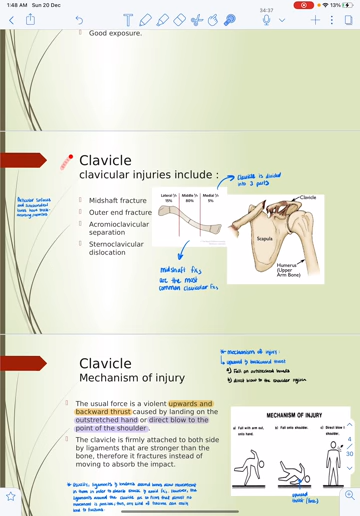 1:48 AM Sun 20 Dec
34:37
13%
Good exposure.
Clavicle
clavicular injuries include :
Midshaft fracture
Outer end fracture
Acromioclavicular
separation
Sternoclavicular
dislocation
Lateral ⅓
15%
Middle ⅓
80%
Medial ⅓
5%
Clavicle is divided
into 3 parts
midshaft fxs
are the most
common clavicular fxs
Clavicle
Scapula
Humerus
(Upper
Arm Bone)
Clavicle
Mechanism of injury
The usual force is a violent upwards and
backward thrust caused by landing on the
outstretched hand or direct blow to the
point of the shoulder .
The clavicle is firmly attached to both side
by ligaments that are stronger than the
bone, therefore it fractures instead of
moving to absorb the impact.
mechanism of injury:
upward & backward thrust
a) Fall on outstretched hands
b) direct blow to the shoulder region
MECHANISM OF INJURY
a) Fall with arm out,
onto hand.
b) Fall onto shoulder.
c) Direct blow
4
30